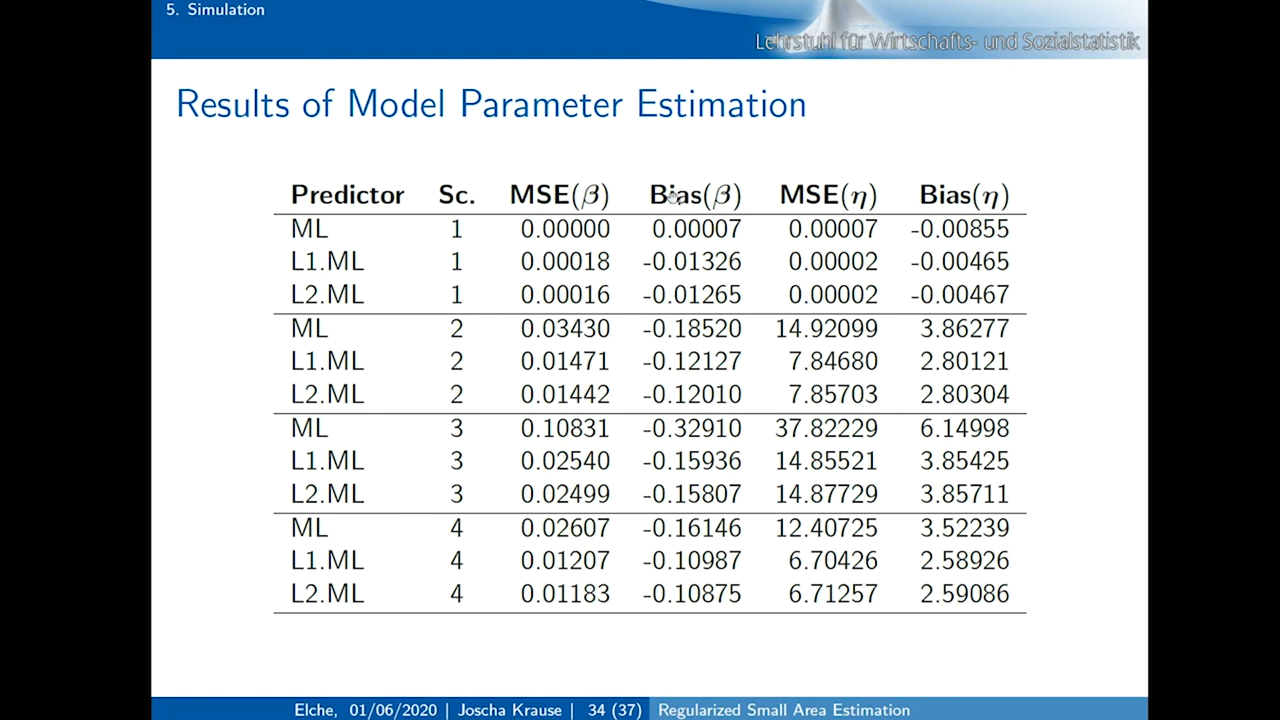 5. Simulation
Lehrstuhl für Wirtschafts- und Sozialstatistik
Results of Model Parameter Estimation
Predictor Sc. MSE(β) Bias(β) MSE(η) Bias(η)
ML 1 0.00000 0.00007 0.00007 -0.00855
L1.ML 1 0.00018 -0.01326 0.00002 -0.00465
L2.ML 1 0.00016 -0.01265 0.00002 -0.00467
ML 2 0.03430 -0.18520 14.92099 3.86277
L1.ML 2 0.01471 -0.12127 7.84680 2.80121
L2.ML 2 0.01442 -0.12010 7.85703 2.80304
ML 3 0.10831 -0.32910 37.82229 6.14998
L1.ML 3 0.02540 -0.15936 14.85521 3.85425
L2.ML 3 0.02499 -0.15807 14.87729 3.85711
ML 4 0.02607 -0.16146 12.40725 3.52239
L1.ML 4 0.01207 -0.10987 6.70426 2.58926
L2.ML 4 0.01183 -0.10875 6.71257 2.59086
Elche, 01/06/2020 | Joscha Krause | 34 (37) Regularized Small Area Estimation